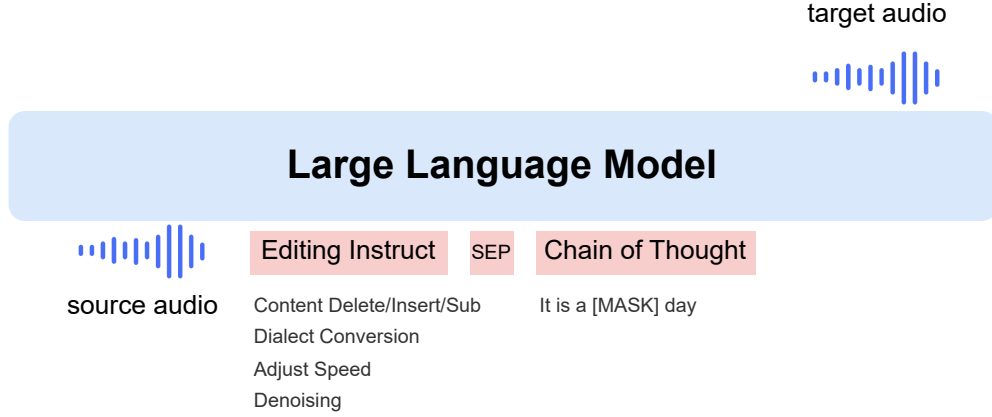 target audio
Large Language Model
Editing Instruct SEP Chain of Thought
source audio
Content Delete/Insert/Sub
Dialect Conversion
Adjust Speed
Denoising
It is a [MASK] day